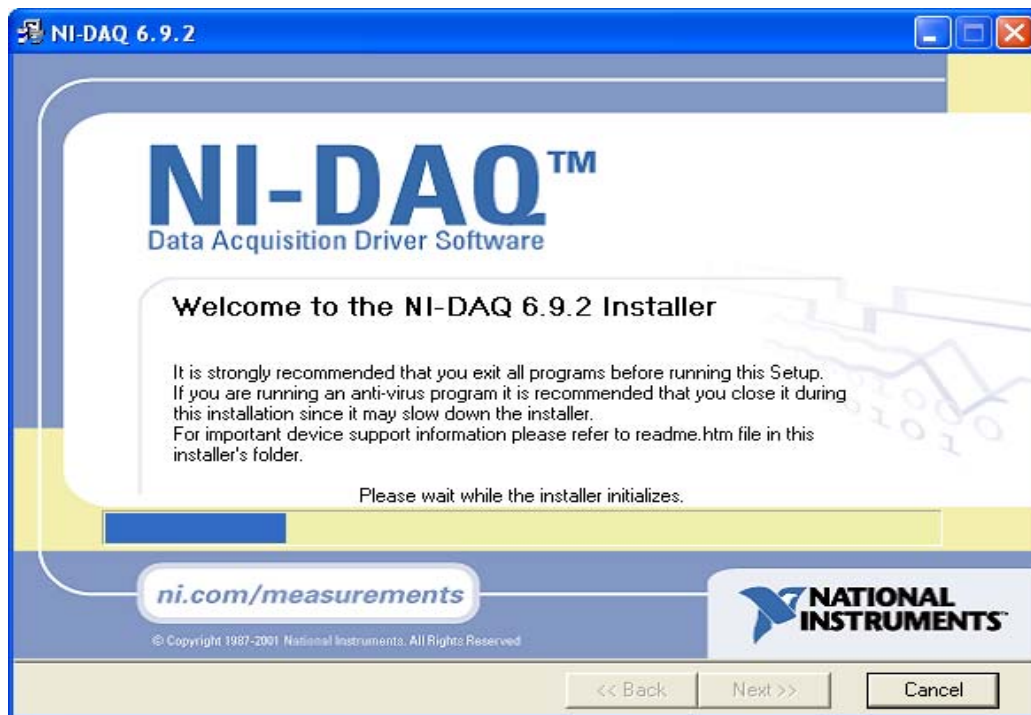 NI-DAQ 6.9.2
NI-DAQ™
Data Acquisition Driver Software
Welcome to the NI-DAQ 6.9.2 Installer
It is strongly recommended that you exit all programs before running this Setup.
If you are running an anti-virus program it is recommended that you close it during
this installation since it may slow down the installer.
For important device support information please refer to readme.htm file in this
installer's folder.
Please wait while the installer initializes.
ni.com/measurements
© Copyright 1987-2001 National Instruments. All Rights Reserved
NATIONAL
INSTRUMENTS
<< Back
Next >>
Cancel